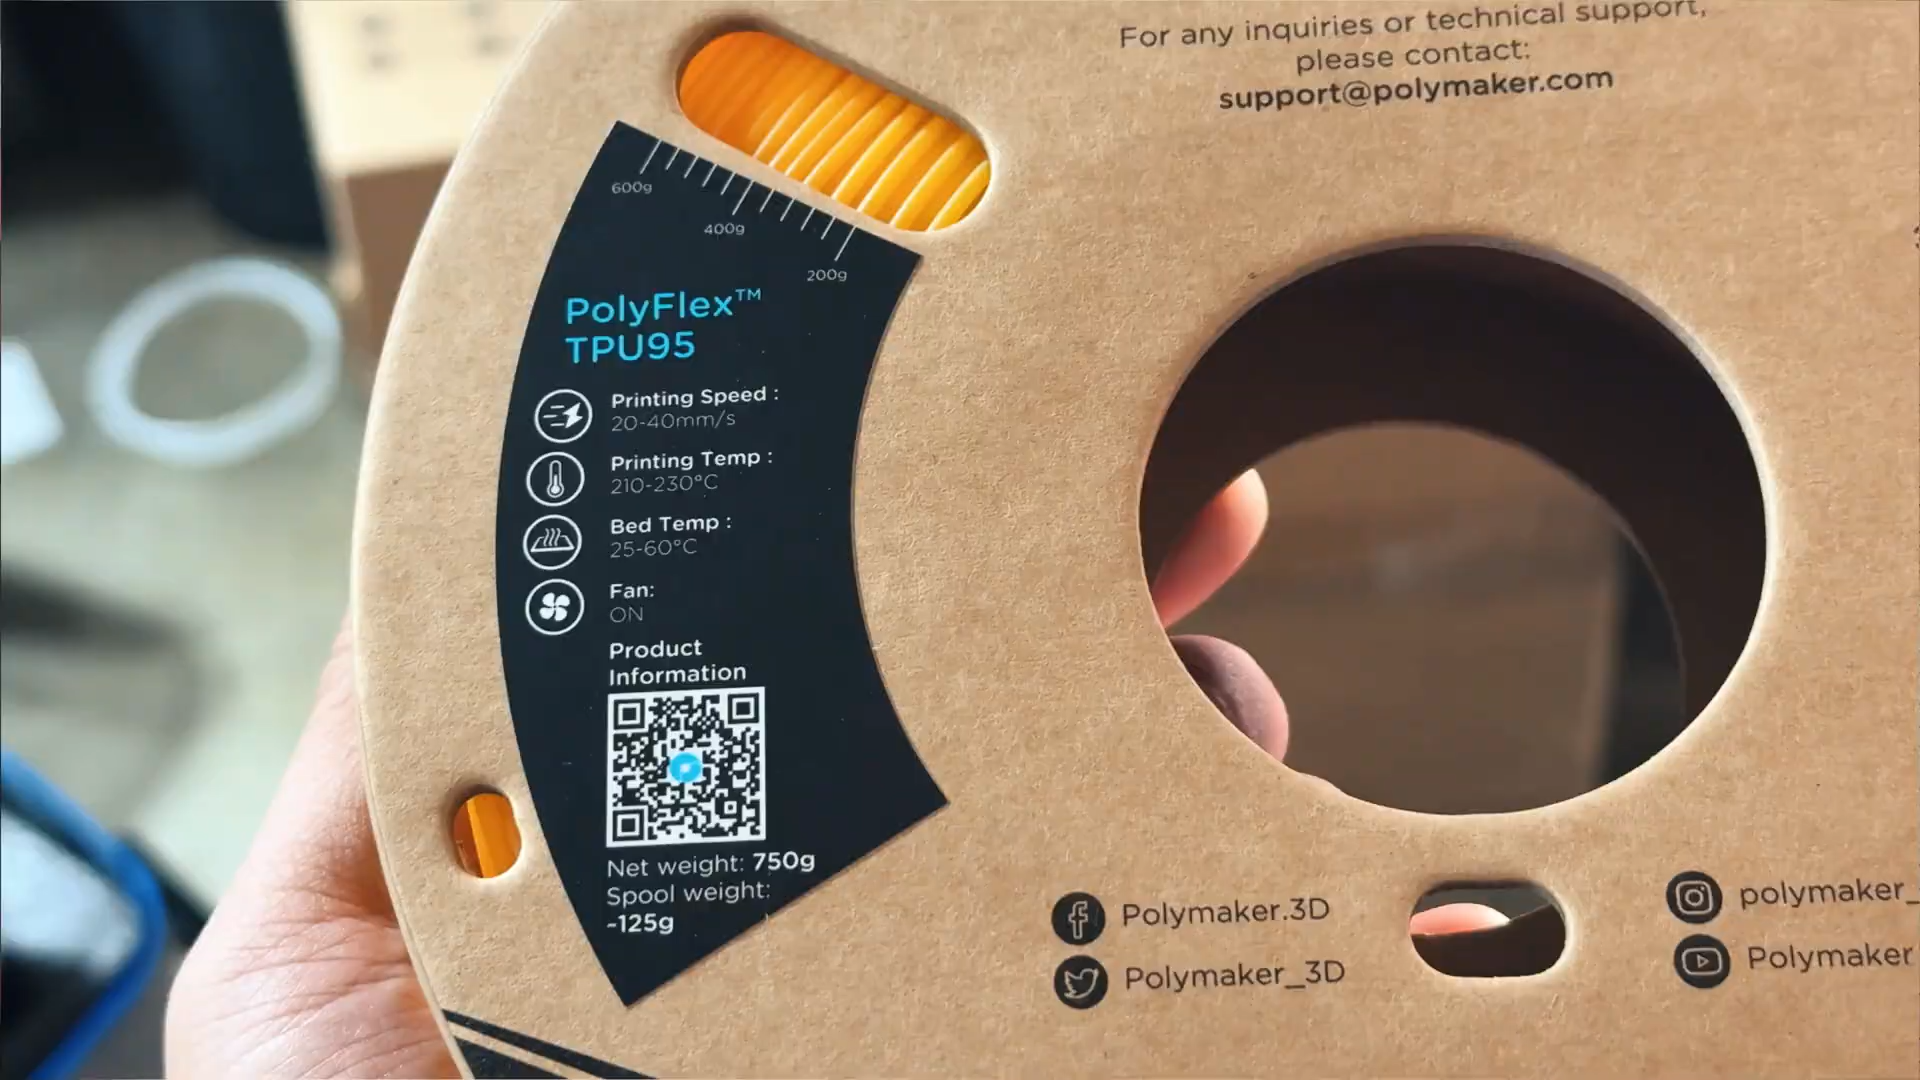 For any inquiries or technical support,
please contact:
support@polymaker.com
600g
400g
200g
PolyFlex™
TPU95
Printing Speed :
20-40mm/s
Printing Temp :
210-230°C
Bed Temp :
25-60°C
Fan:
ON
Product
Information
Net weight: 750g
Spool weight:
~125g
Polymaker.3D
Polymaker_3D
polymaker_
Polymaker